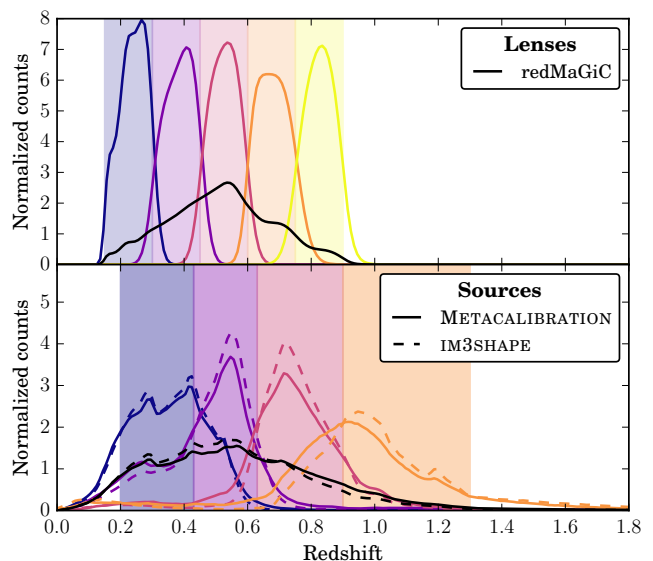 8
7
6
5
4
3
2
1
0
Normalized counts
Lenses
redMaGiC
5
4
3
2
1
0
Normalized counts
Sources
METACALIBRATION
IM3SHAPE
0.0 0.2 0.4 0.6 0.8 1.0 1.2 1.4 1.6 1.8
Redshift